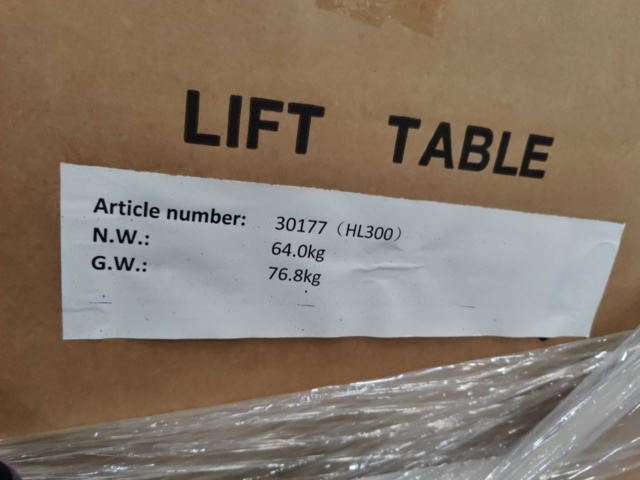 LIFT TABLE
Article number: 30177（HL300）
N.W.: 64.0kg
G.W.: 76.8kg